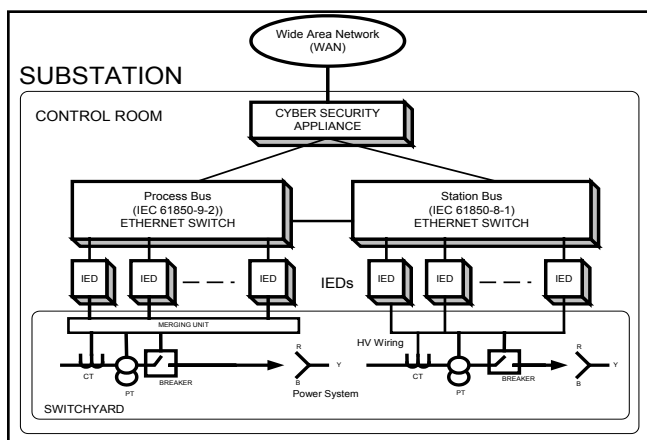 Wide Area Network
(WAN)
SUBSTATION
CONTROL ROOM
CYBER SECURITY
APPLIANCE
Process Bus
(IEC 61850-9-2))
ETHERNET SWITCH
Station Bus
(IEC 61850-8-1)
ETHERNET SWITCH
IED
IED
IED
IEDs
IED
IED
IED
MERGING UNIT
HV Wiring
CT
PT
BREAKER
R
Y
B
Power System
CT
PT
BREAKER
R
Y
B
SWITCHYARD